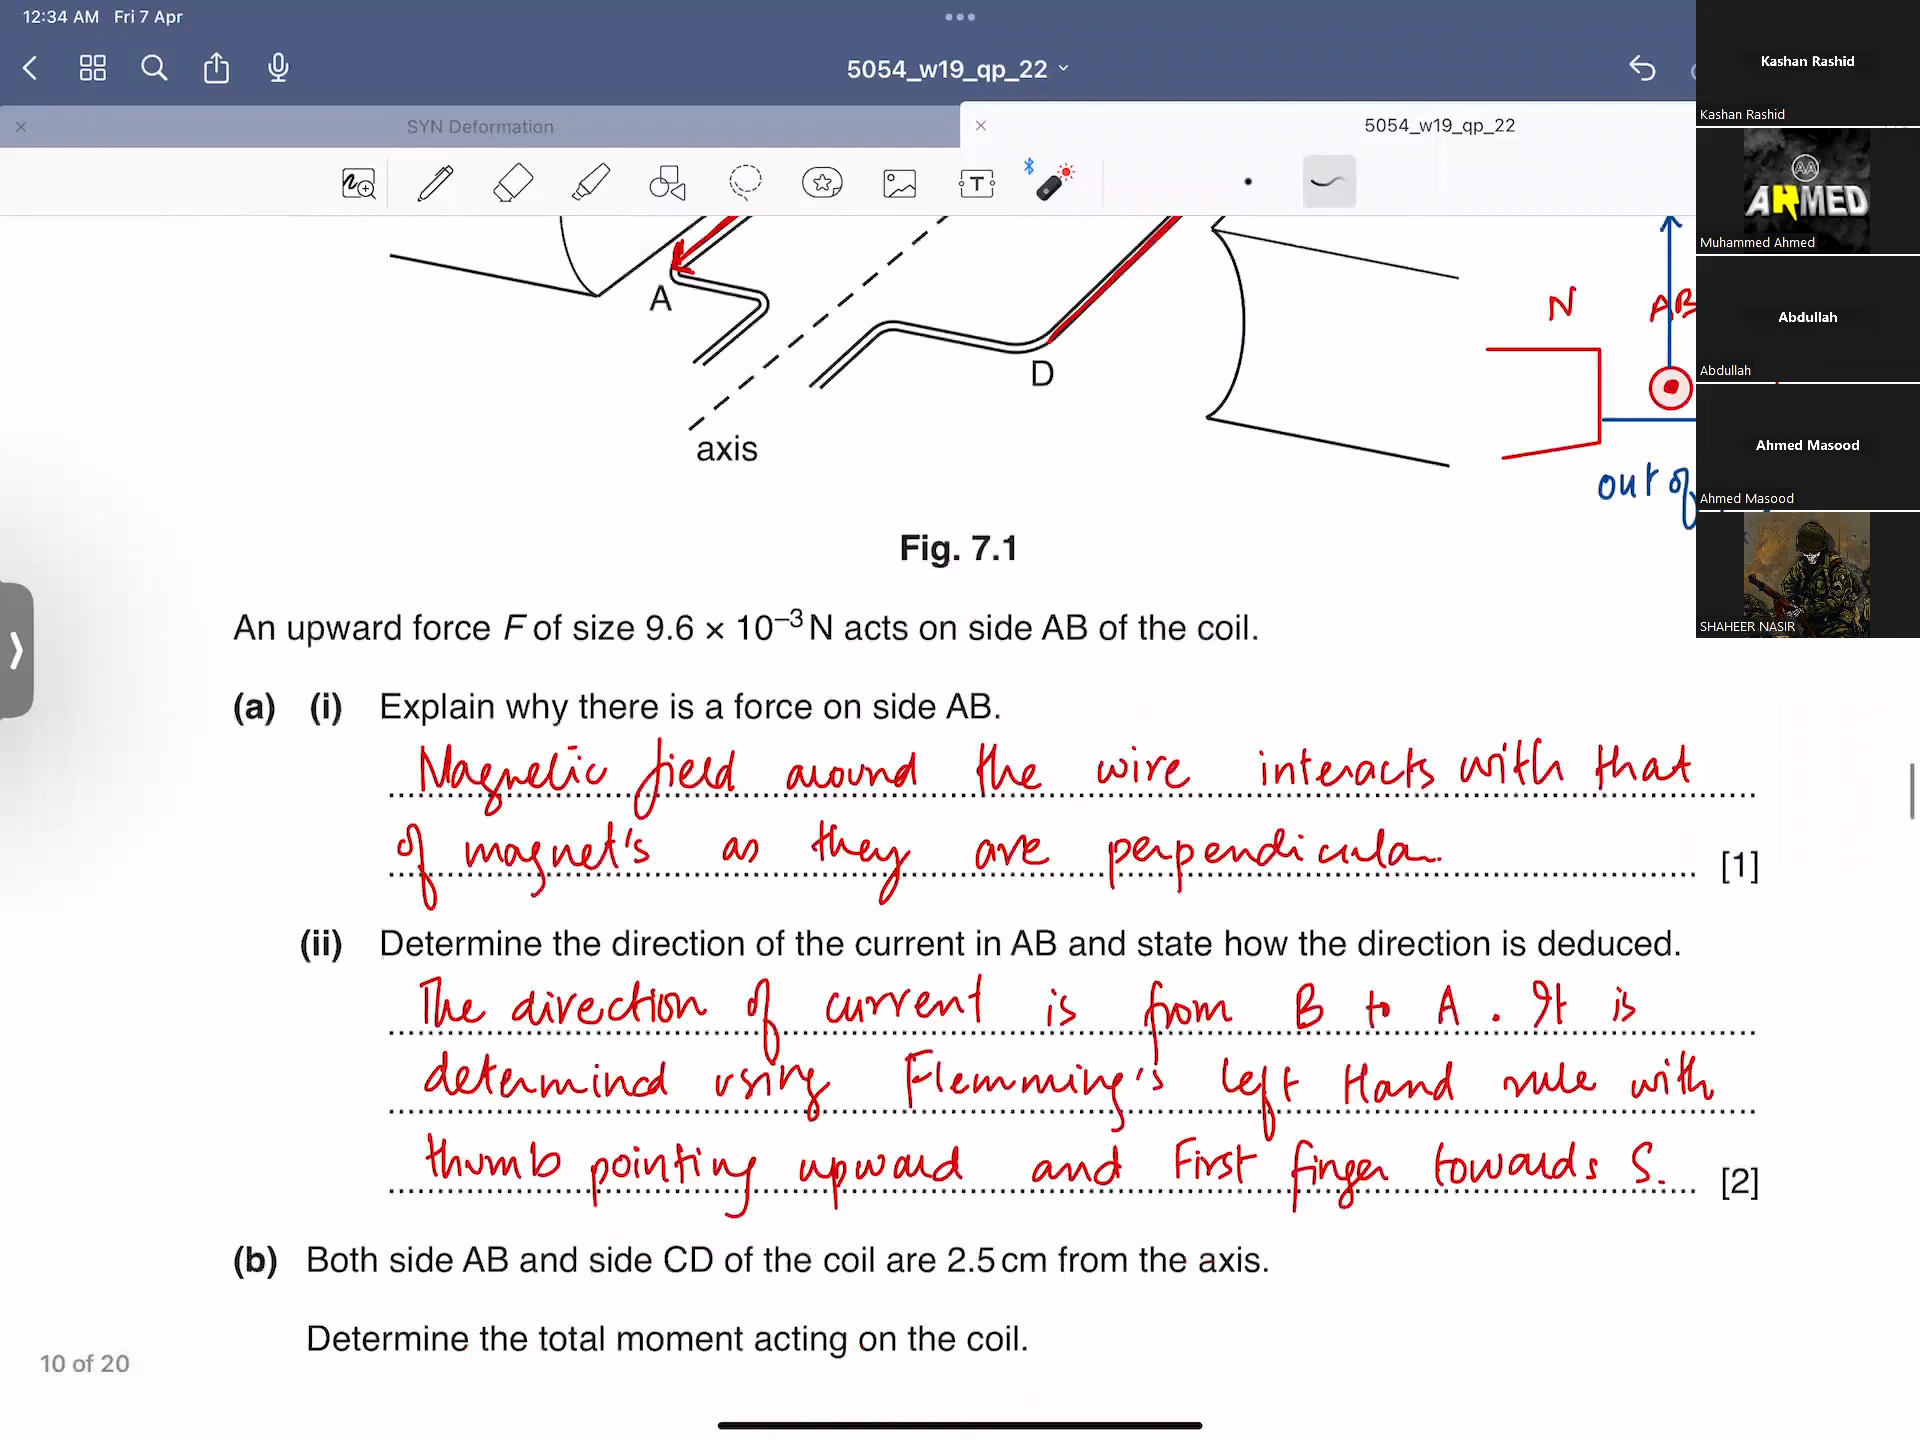 12:34 AM Fri 7 Apr
5054_w19_qp_22
SYN Deformation
5054_w19_qp_22
T
Kashan Rashid
Kashan Rashid
AA
ARMED
Muhammed Ahmed
Abdullah
Abdullah
Ahmed Masood
Ahmed Masood
SHAHEER NASIR
A
D
axis
N AB
out of
Fig. 7.1
An upward force F of size 9.6 × 10⁻³ N acts on side AB of the coil.
(a) (i) Explain why there is a force on side AB.
Magnetic field around the wire interacts with that
of magnet's as they are perpendicular. [1]
(ii) Determine the direction of the current in AB and state how the direction is deduced.
The direction of current is from B to A. It is
determind using Flemming's Left Hand rule with
thumb pointing upward and First finger towards S. [2]
(b) Both side AB and side CD of the coil are 2.5 cm from the axis.
Determine the total moment acting on the coil.
10 of 20